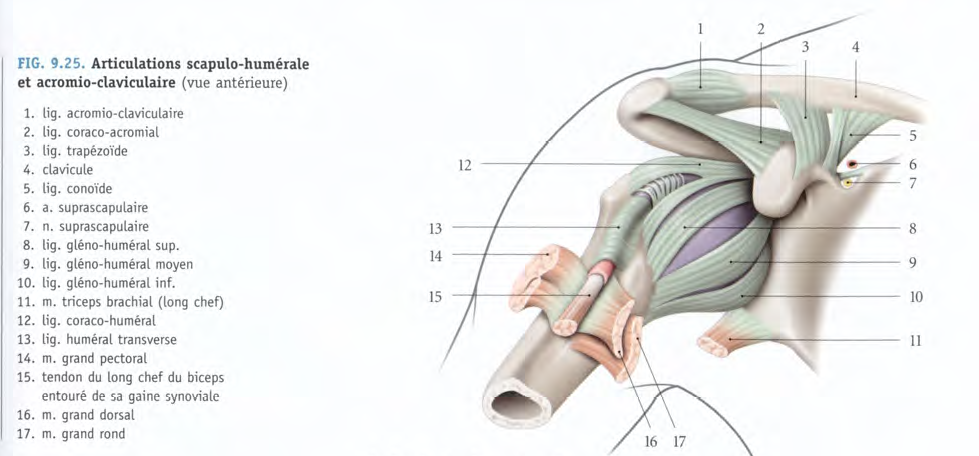 FIG. 9.25. Articulations scapulo-humérale
et acromio-claviculaire (vue antérieure)
1. lig. acromio-claviculaire
2. lig. coraco-acromial
3. lig. trapézoïde
4. clavicule
5. lig. conoïde
6. a. suprascapulaire
7. n. suprascapulaire
8. lig. gléno-huméral sup.
9. lig. gléno-huméral moyen
10. lig. gléno-huméral inf.
11. m. triceps brachial (long chef)
12. lig. coraco-huméral
13. lig. huméral transverse
14. m. grand pectoral
15. tendon du long chef du biceps
entouré de sa gaine synoviale
16. m. grand dorsal
17. m. grand rond
1
2
3
4
5
6
7
8
9
10
11
12
13
14
15
16
17